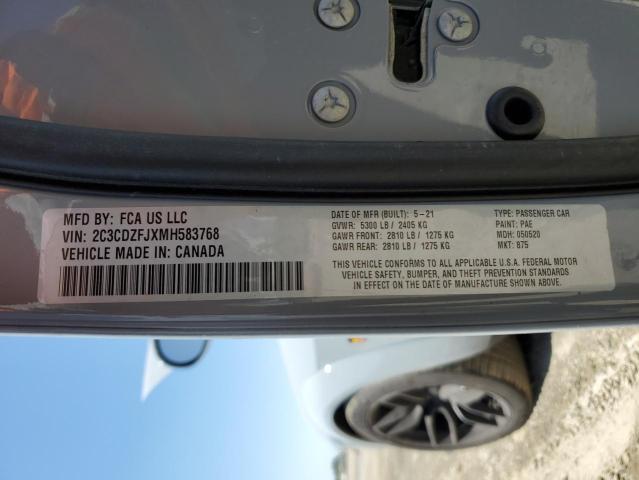 MFD BY: FCA US LLC
VIN: 2C3CDZFJXMH583768
VEHICLE MADE IN: CANADA
DATE OF MFR (BUILT): 5-21
GVWR: 5300 LB / 2405 KG
GAWR FRONT: 2810 LB / 1275 KG
GAWR REAR: 2810 LB / 1275 KG
TYPE: PASSENGER CAR
PAINT: PAE
MDH: 050520
MKT: 875
THIS VEHICLE CONFORMS TO ALL APPLICABLE U.S.A. FEDERAL MOTOR
VEHICLE SAFETY, BUMPER, AND THEFT PREVENTION STANDARDS
IN EFFECT ON THE DATE OF MANUFACTURE SHOWN ABOVE.